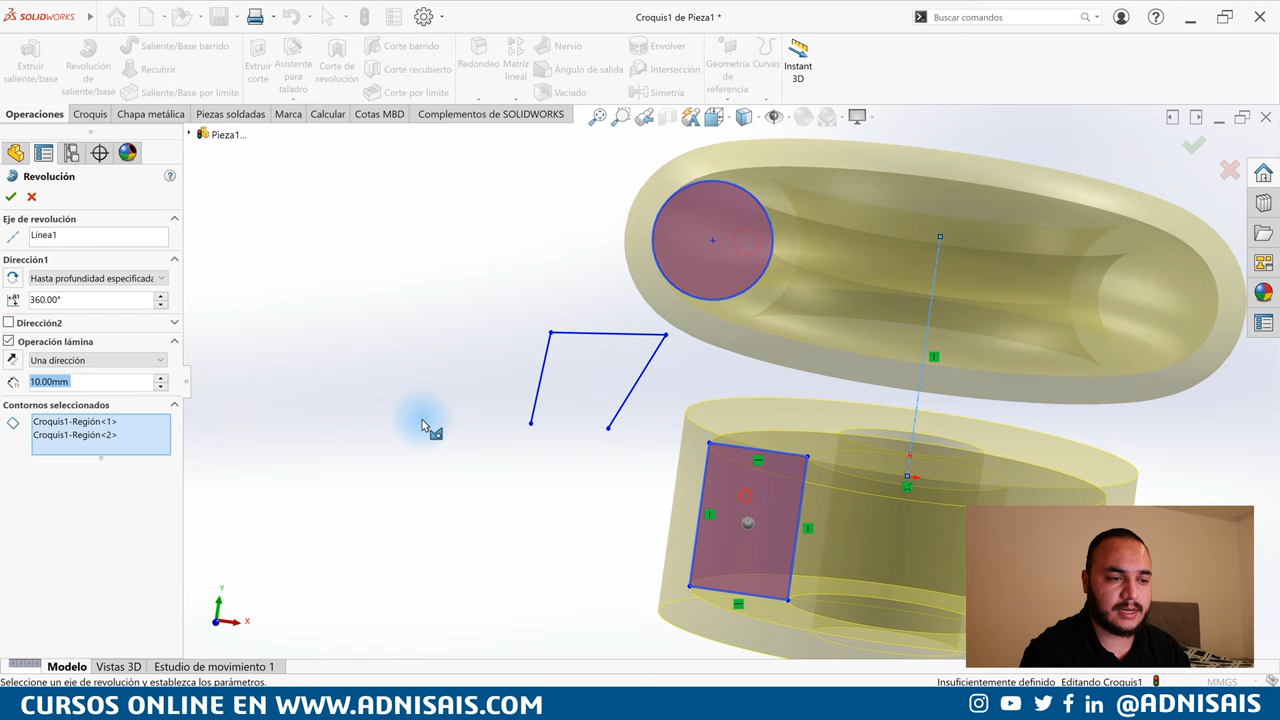 SOLIDWORKS
Croquis1 de Pieza1 *
Buscar comandos
Extruir saliente/base
Revolución de saliente/base
Saliente/Base barrido
Recubrir
Saliente/Base por límite
Extruir corte
Asistente para taladro
Corte de revolución
Corte barrido
Corte recubierto
Corte por límite
Redondeo
Matriz lineal
Nervio
Ángulo de salida
Vaciado
Envolver
Intersección
Simetría
Geometría de referencia
Curvas
Instant 3D
Operaciones
Croquis
Chapa metálica
Piezas soldadas
Marca
Calcular
Cotas MBD
Complementos de SOLIDWORKS
Pieza1...
Revolución
Eje de revolución
Línea1
Dirección1
Hasta profundidad especificada
360.00°
Dirección2
Operación lámina
Una dirección
10.00mm
Contornos seleccionados
Croquis1-Región<1>
Croquis1-Región<2>
Y
X
Modelo
Vistas 3D
Estudio de movimiento 1
Seleccione un eje de revolución y establezca los parámetros.
Insuficientemente definido
Editando Croquis1
MMGS
CURSOS ONLINE EN WWW.ADNISAIS.COM
@ADNISAIS